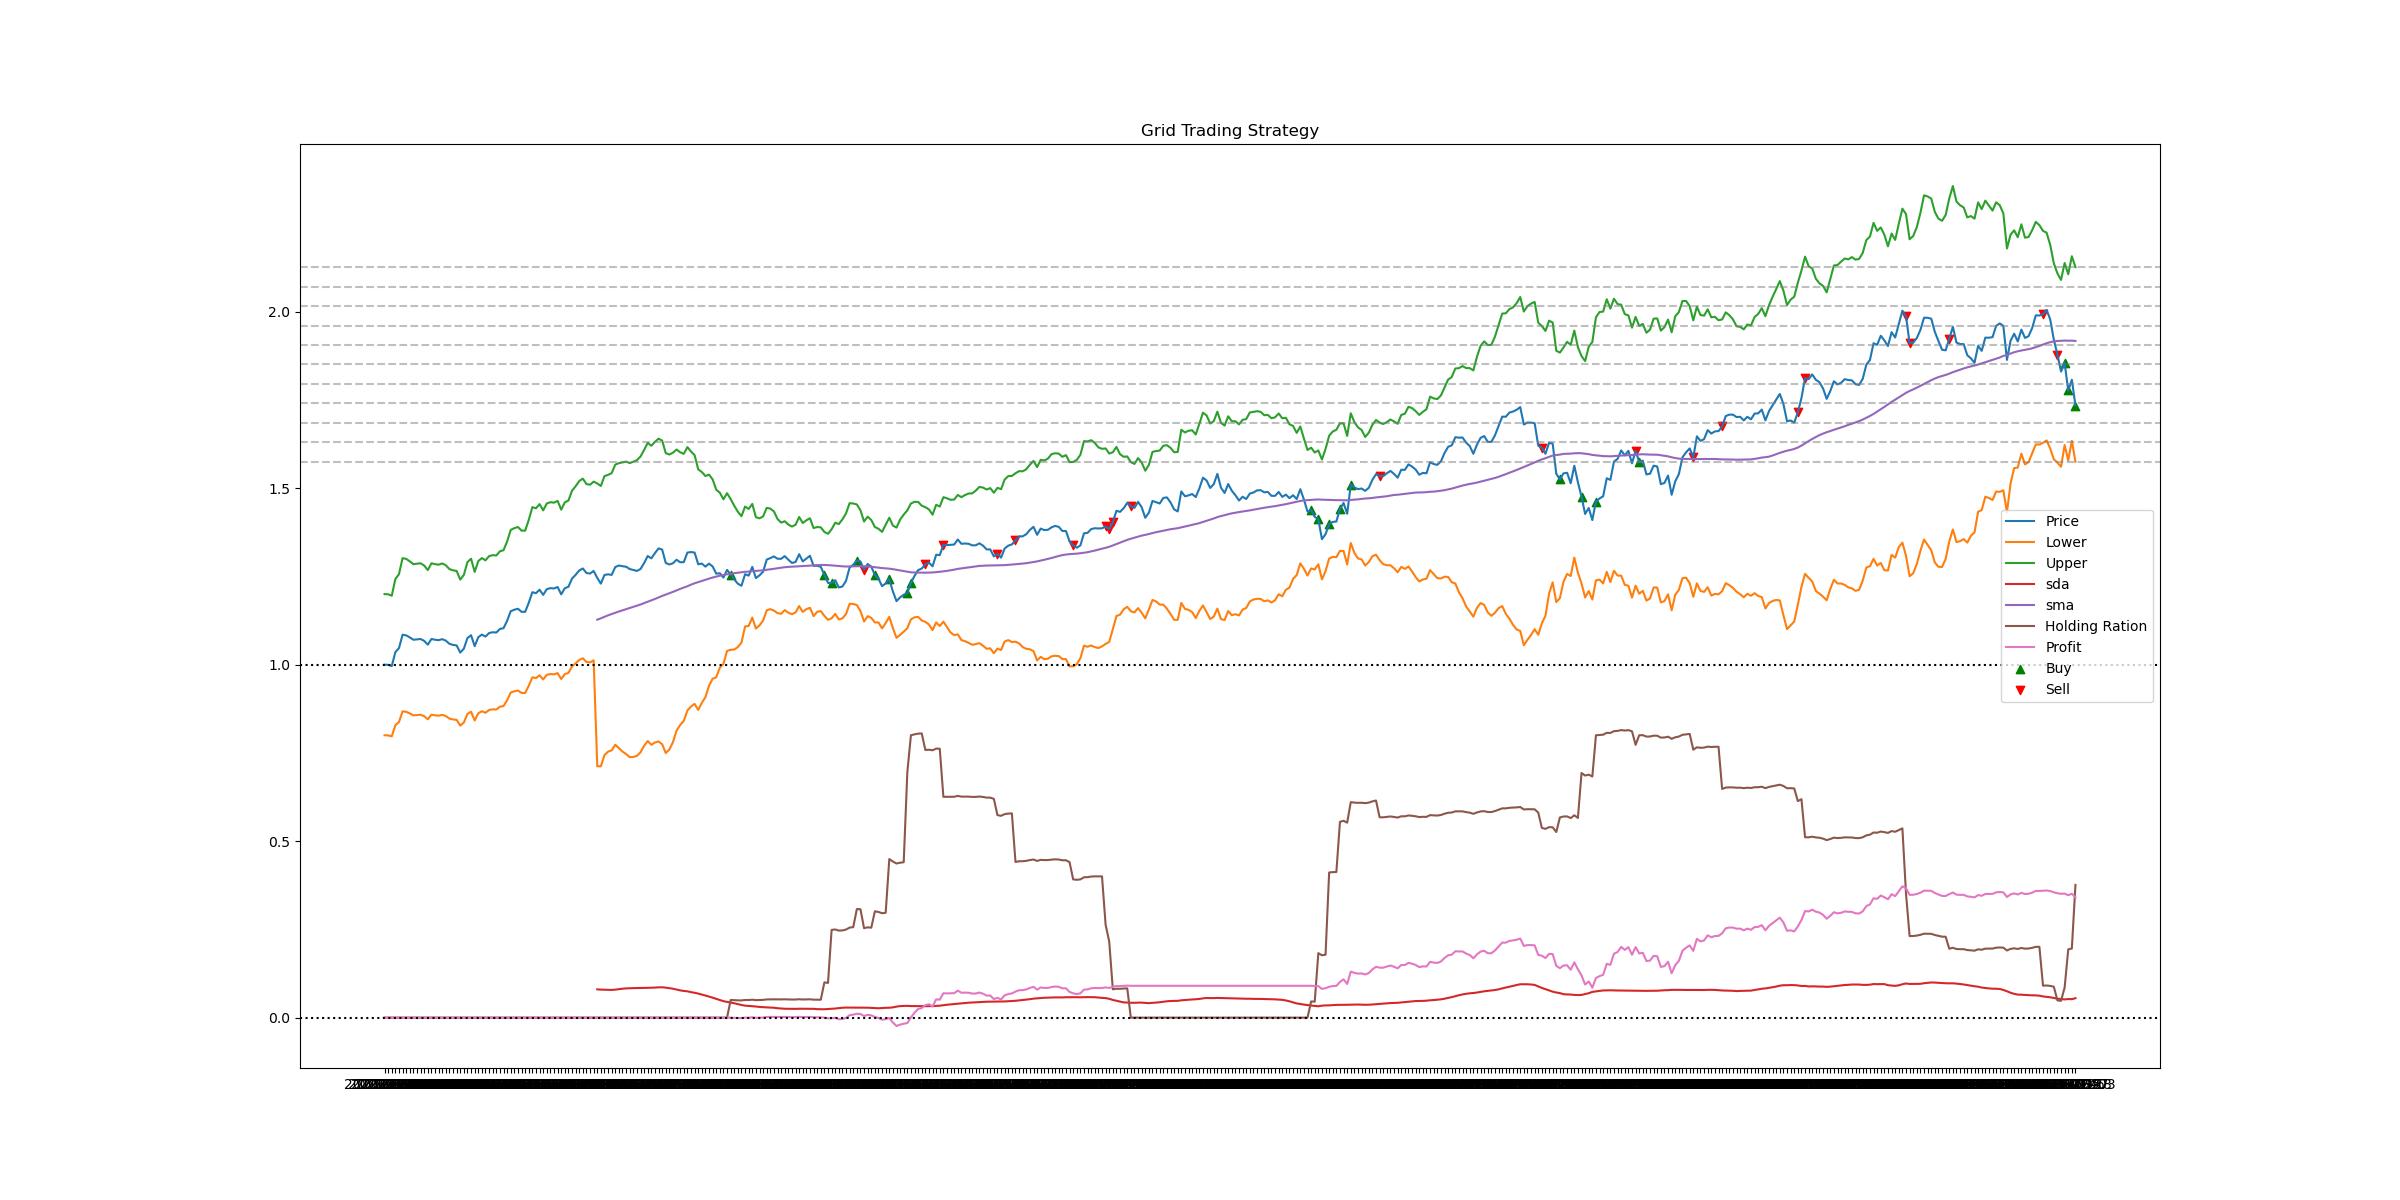 Grid Trading Strategy
2.0
1.5
1.0
0.5
0.0
Price
Lower
Upper
sda
sma
Holding Ration
Profit
Buy
Sell